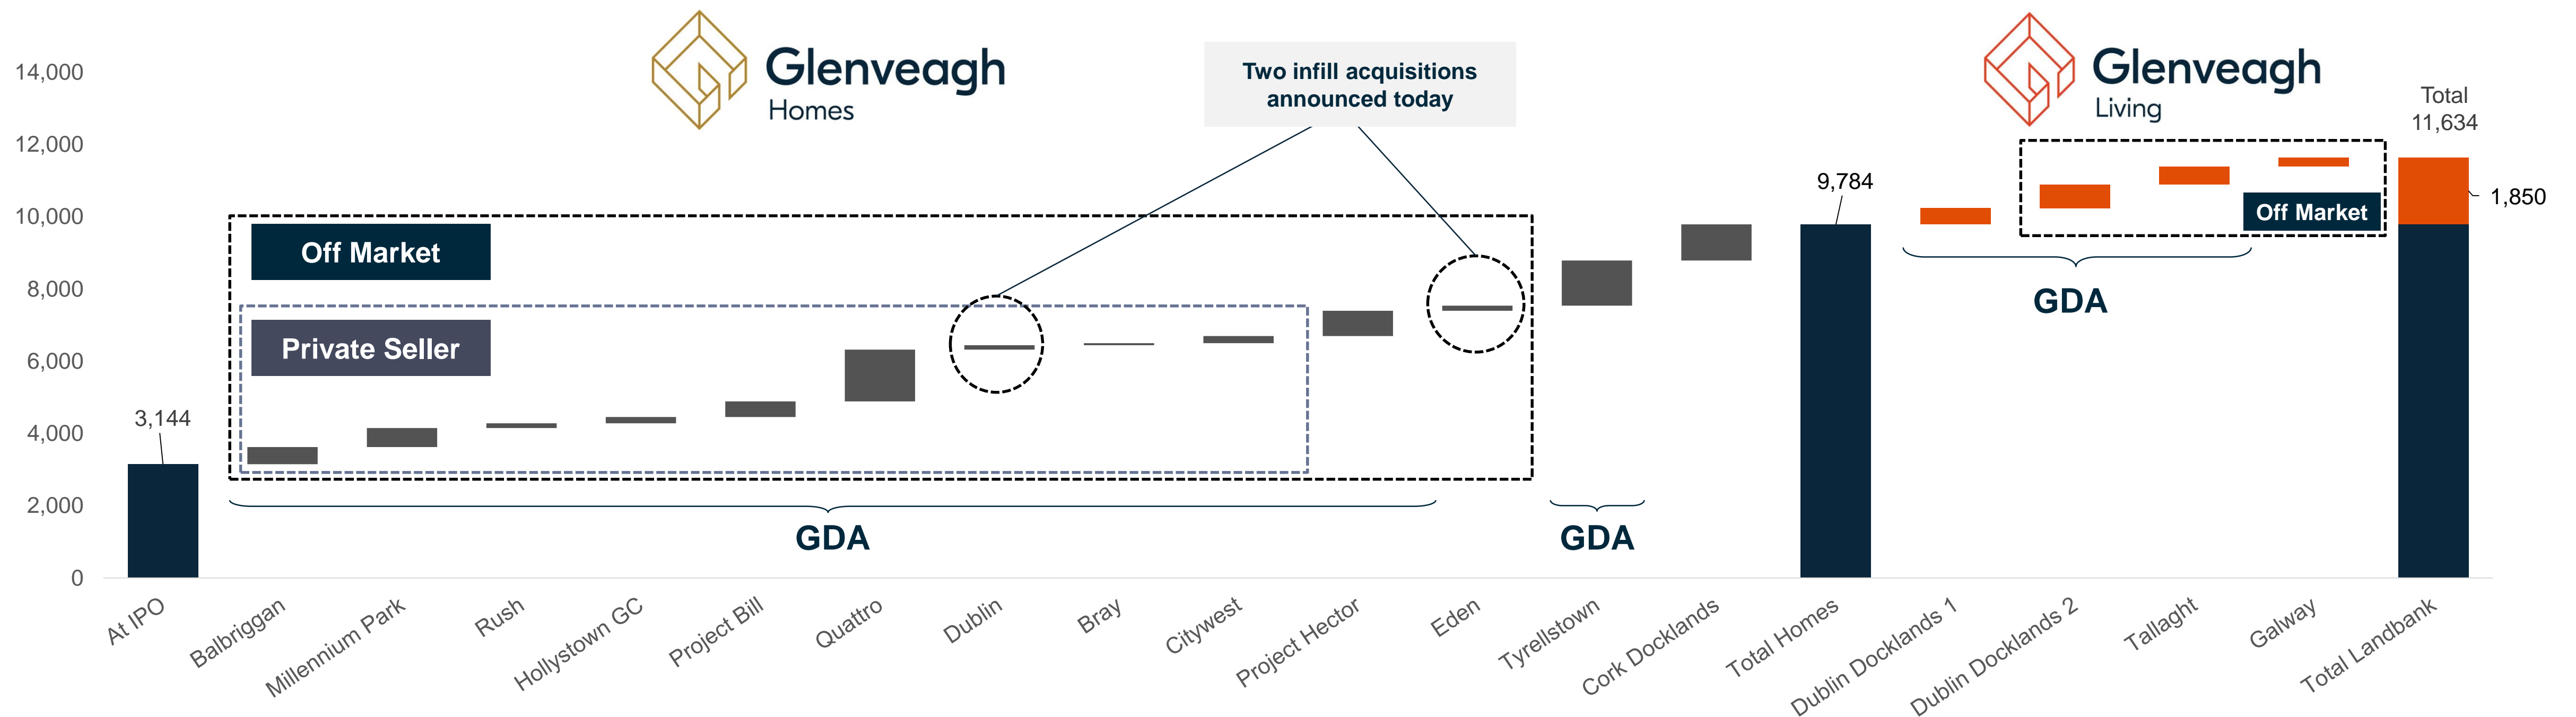 Glenveagh
Homes
Two infill acquisitions
announced today
Glenveagh
Living
Total
11,634
14,000
12,000
10,000
8,000
6,000
4,000
2,000
0
Off Market
Private Seller
3,144
9,784
Off Market
1,850
GDA
GDA
GDA
At IPO
Balbriggan
Millennium Park
Rush
Hollystown GC
Project Bill
Quattro
Dublin
Bray
Citywest
Project Hector
Eden
Tyrellstown
Cork Docklands
Total Homes
Dublin Docklands 1
Dublin Docklands 2
Tallaght
Galway
Total Landbank